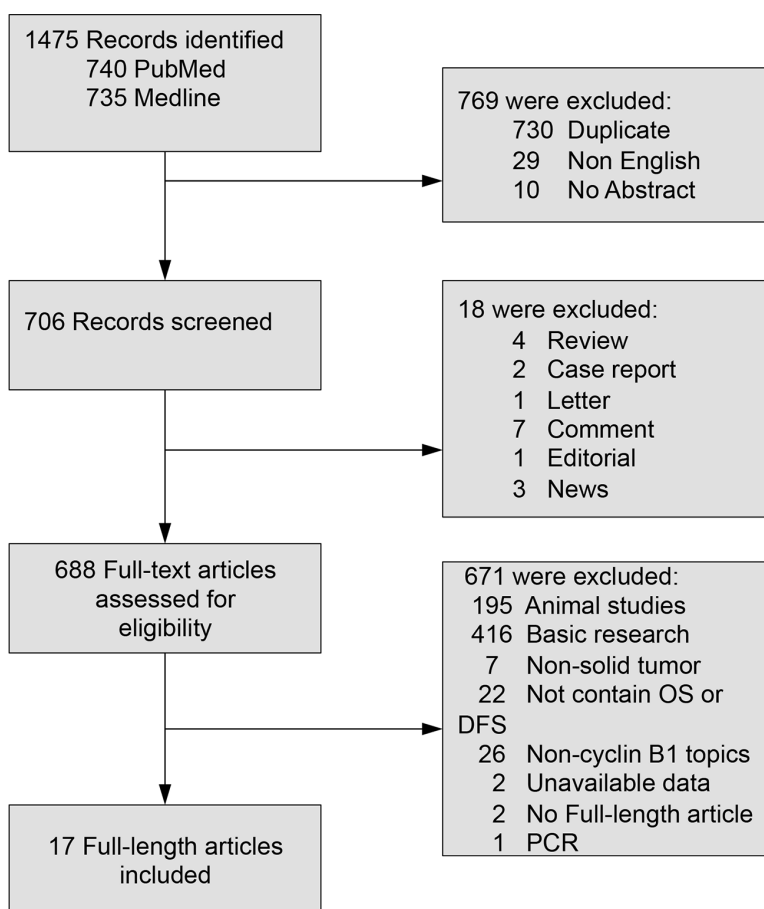 1475 Records identified
740 PubMed
735 Medline
769 were excluded:
730 Duplicate
29 Non English
10 No Abstract
706 Records screened
18 were excluded:
4 Review
2 Case report
1 Letter
7 Comment
1 Editorial
3 News
688 Full-text articles
assessed for
eligibility
671 were excluded:
195 Animal studies
416 Basic research
7 Non-solid tumor
22 Not contain OS or
DFS
26 Non-cyclin B1 topics
2 Unavailable data
2 No Full-length article
1 PCR
17 Full-length articles
included